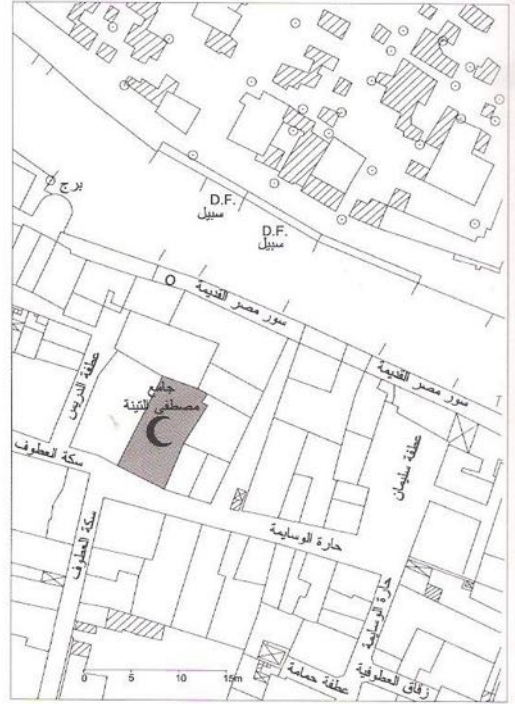 برج
D.F.
سبيل
D.F.
سبيل
O
سور مصر القديمة
سور مصر القديمة
عطفة الدريس
جامع
مصطفى التينة
سكة العطوف
عطفة سليمان
سكة العطوف
حارة الوسايمة
حارة الوسايمة
عطفة حمامة
زقاق العطوفية
0 5 10 15m